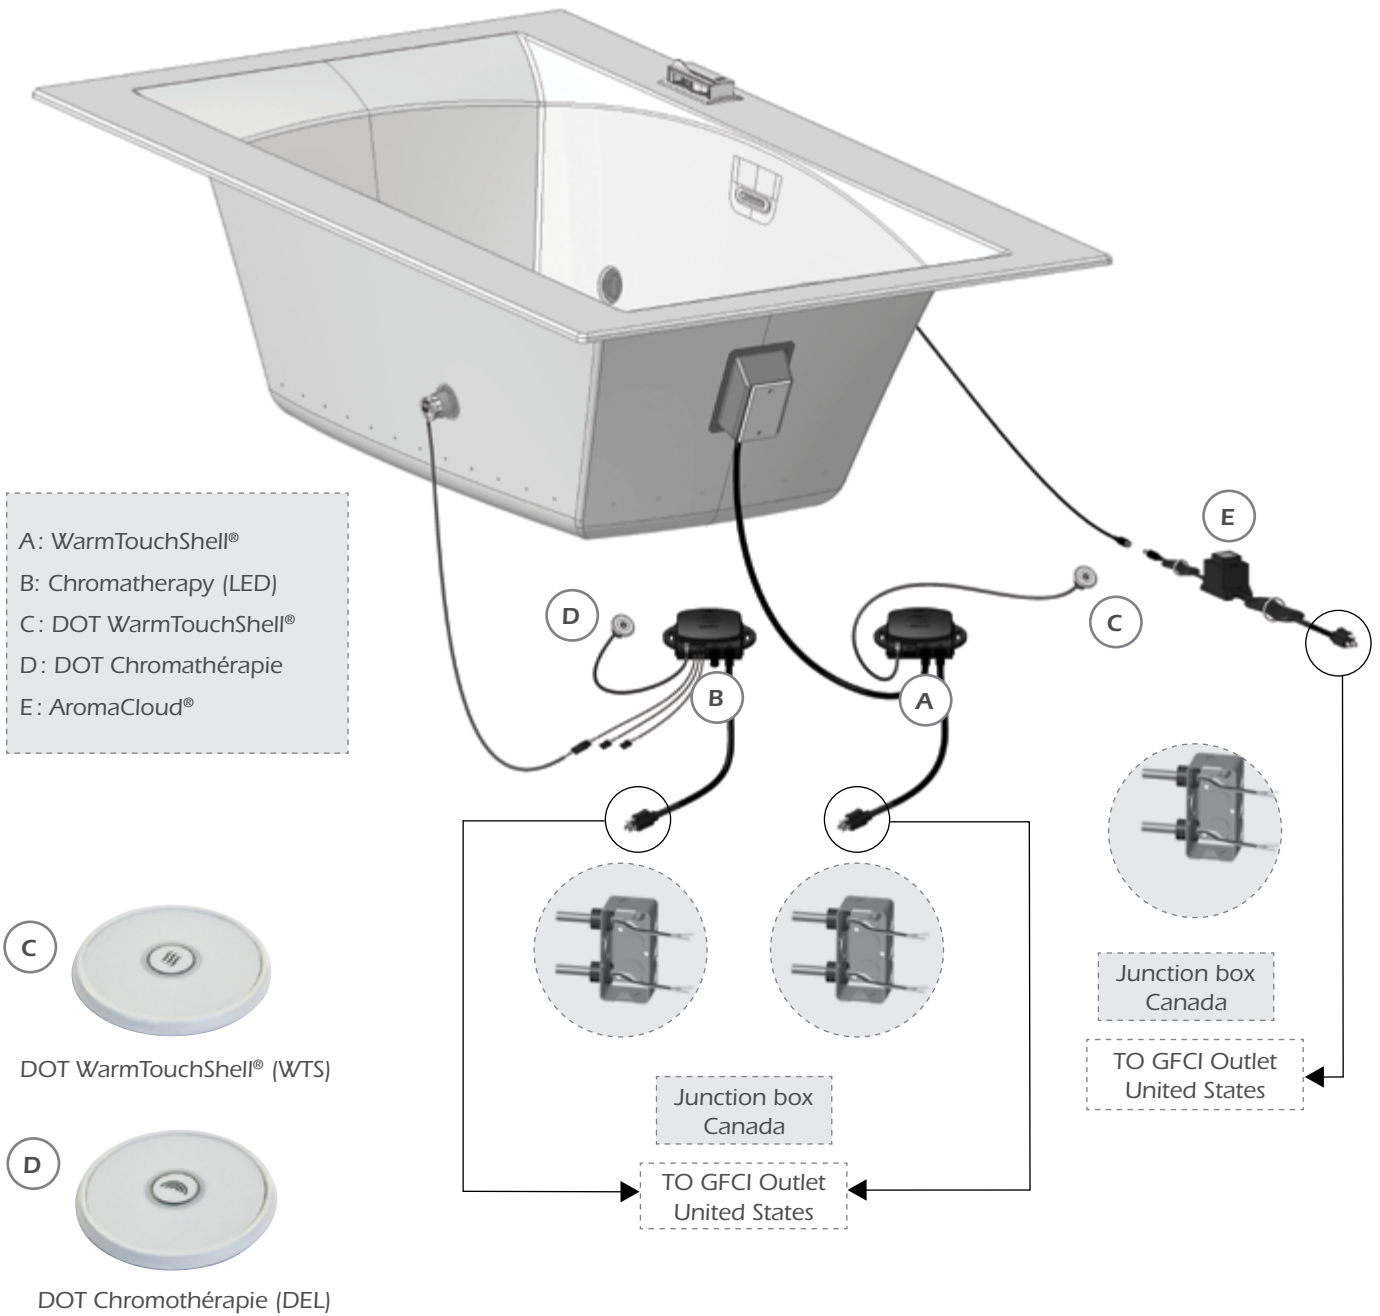 E
A: WarmTouchShell®
B: Chromatherapy (LED)
C: DOT WarmTouchShell®
D: DOT Chromathérapie
E: AromaCloud®
D
C
B
A
C
DOT WarmTouchShell® (WTS)
D
DOT Chromothérapie (DEL)
Junction box
Canada
TO GFCI Outlet
United States
Junction box
Canada
TO GFCI Outlet
United States